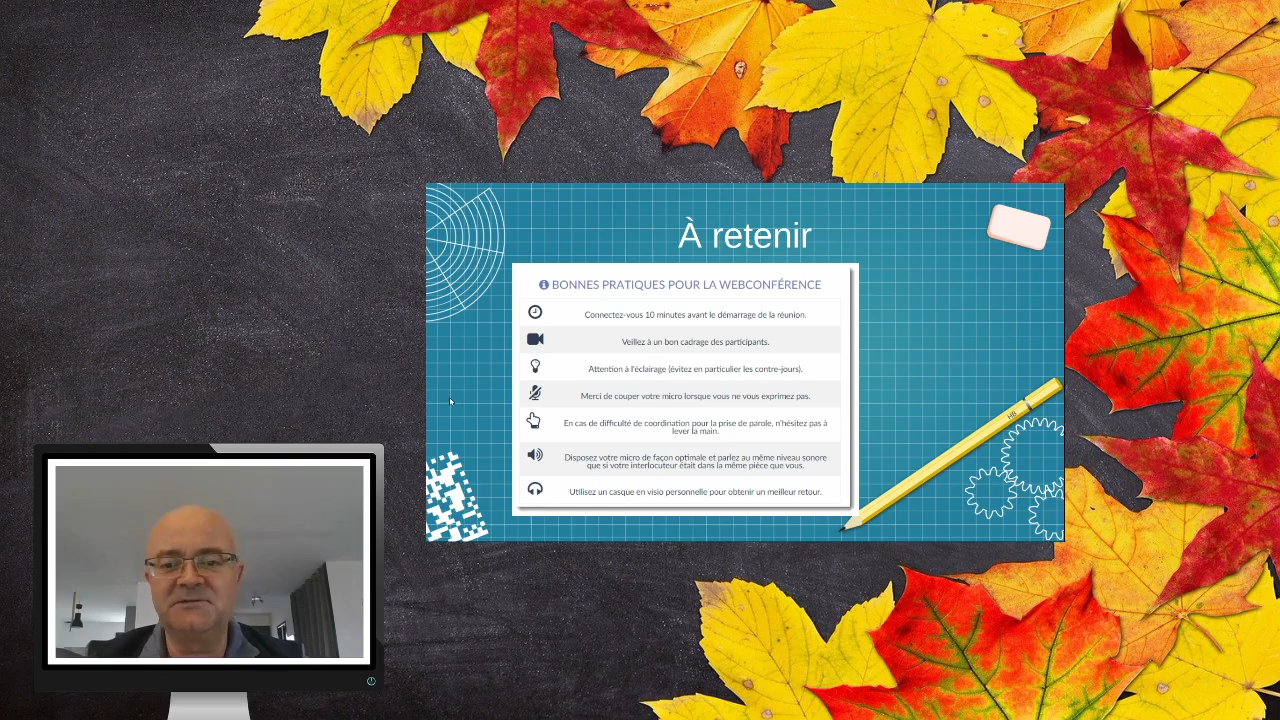 À retenir
BONNES PRATIQUES POUR LA WEBCONFÉRENCE
Connectez-vous 10 minutes avant le démarrage de la réunion.
Veillez à un bon cadrage des participants.
Attention à l'éclairage (évitez en particulier les contre-jours).
Merci de couper votre micro lorsque vous ne vous exprimez pas.
En cas de difficulté de coordination pour la prise de parole, n'hésitez pas à
lever la main.
Disposez votre micro de façon optimale et parlez au même niveau sonore
que si votre interlocuteur était dans la même pièce que vous.
Utilisez un casque en visio personnelle pour obtenir un meilleur retour.
HB